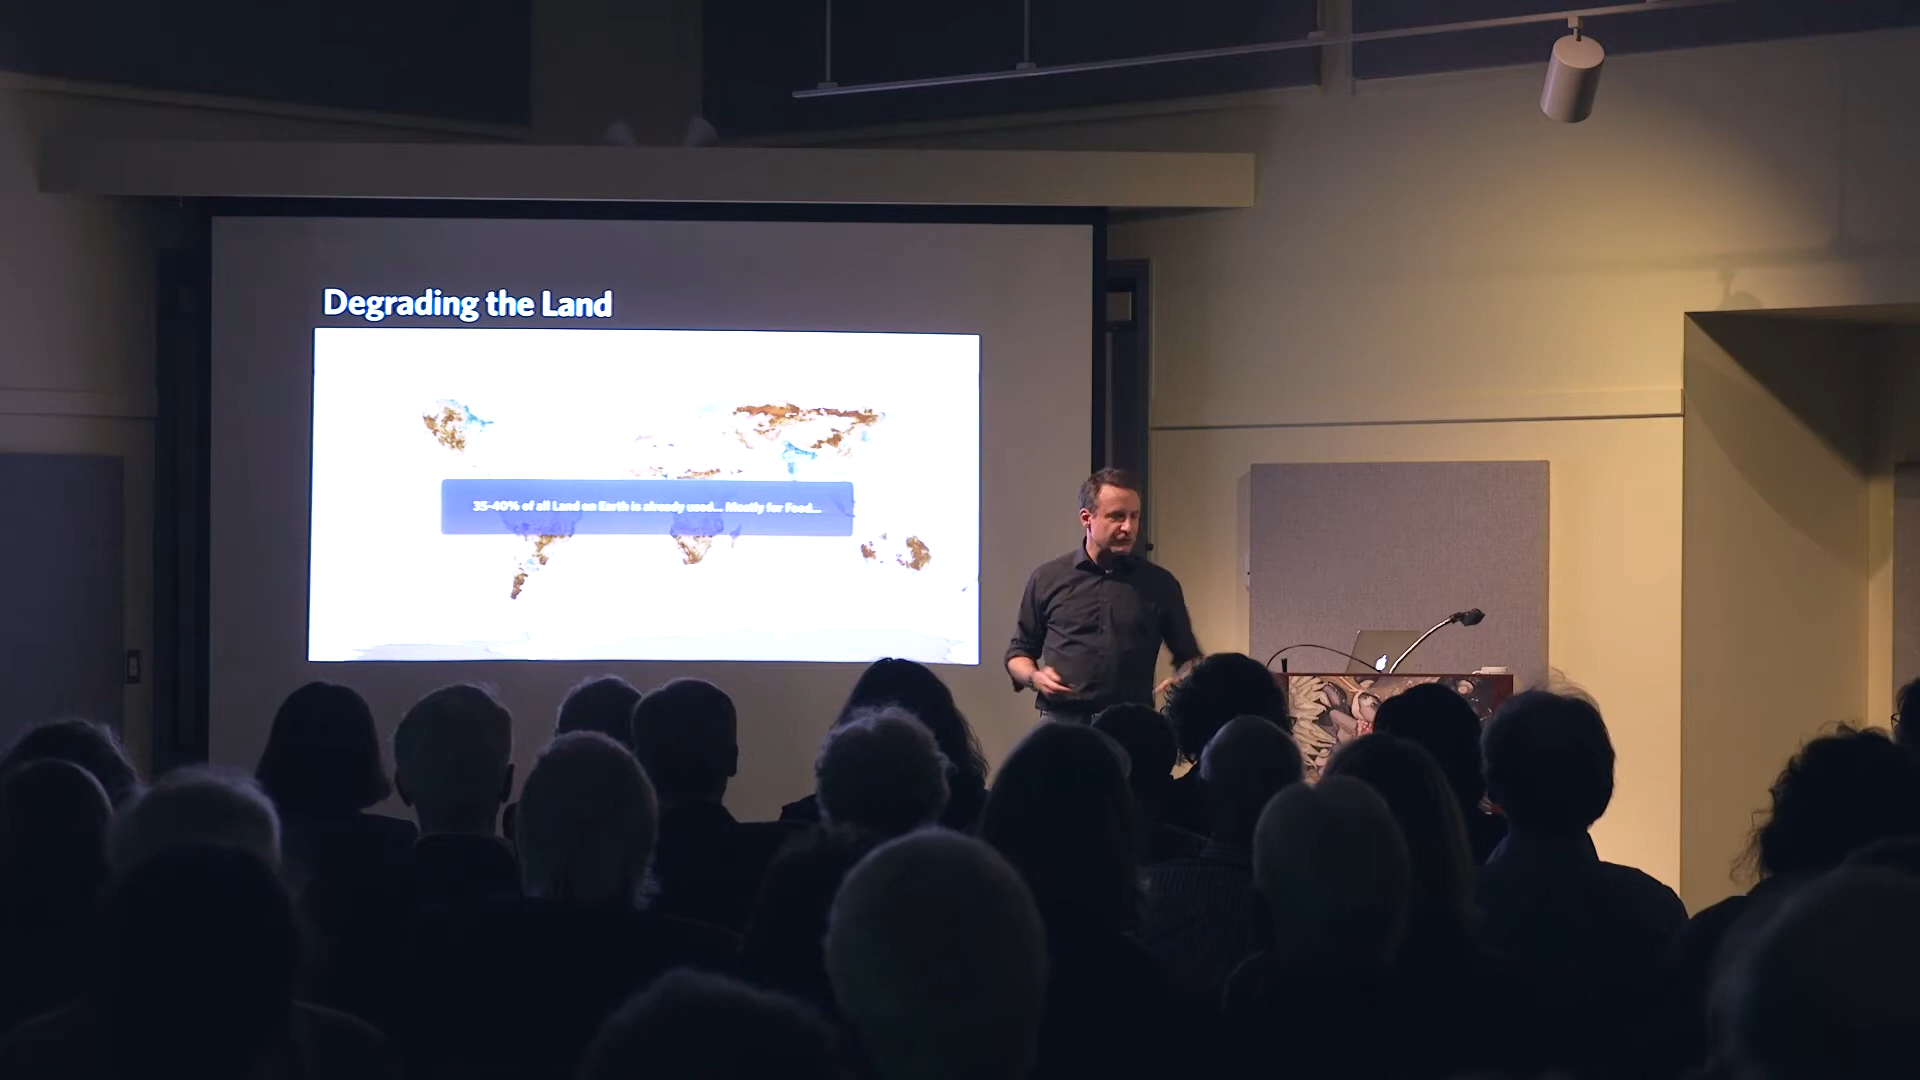 Degrading the Land
35-40% of all Land on Earth is already used... Mostly for Food...